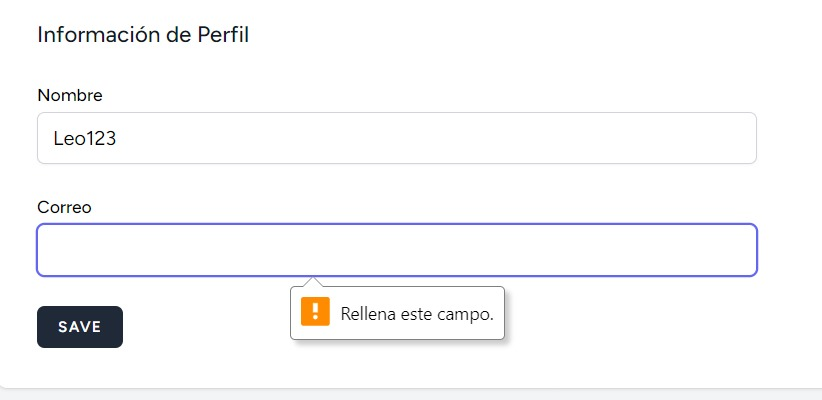 Información de Perfil
Nombre
Leo123
Correo
Rellena este campo.
SAVE